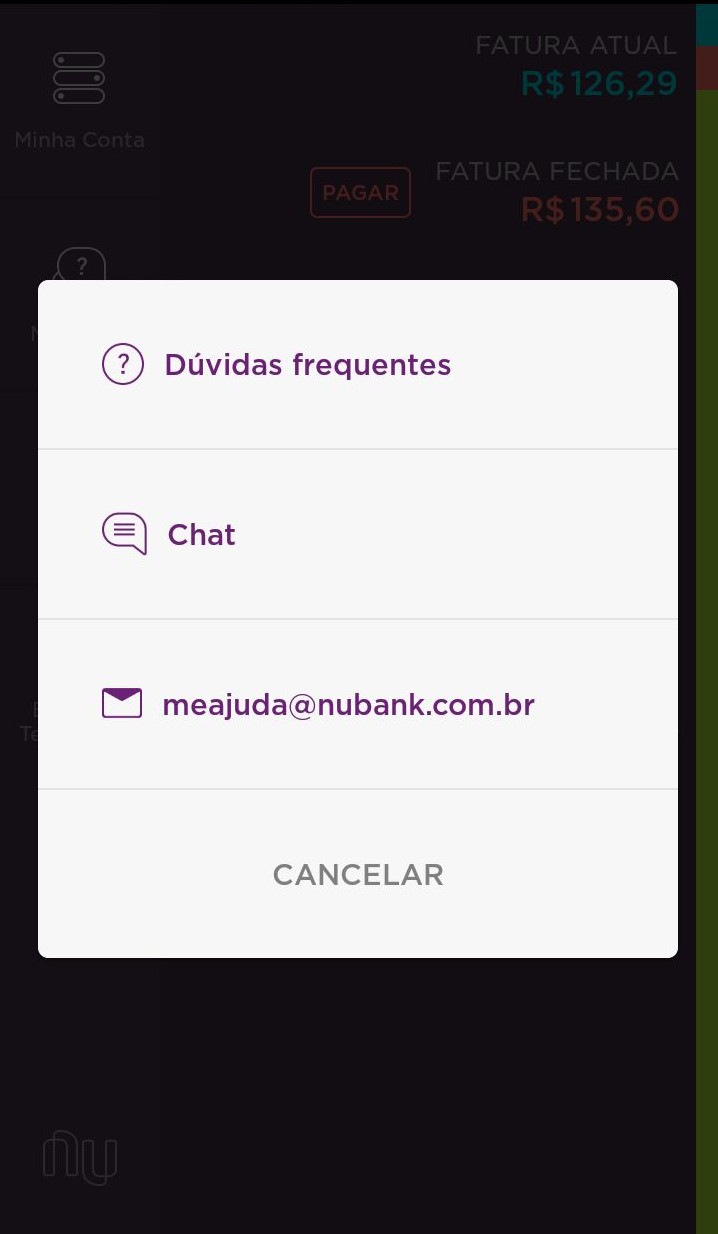 FATURA ATUAL
R$ 126,29
Minha Conta
FATURA FECHADA
PAGAR
R$ 135,60
?
? Dúvidas frequentes
Chat
meajuda@nubank.com.br
CANCELAR
nu